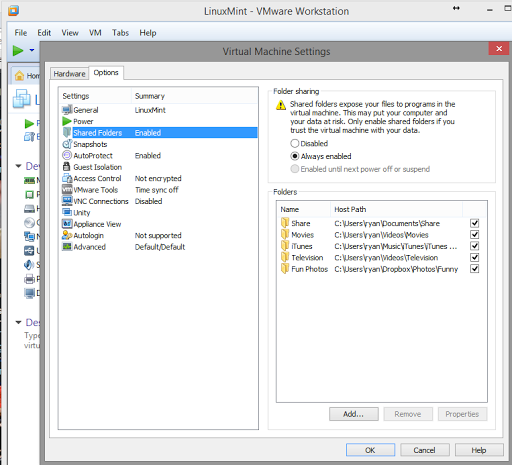 LinuxMint - VMware Workstation
File Edit View VM Tabs Help
Virtual Machine Settings
Hardware Options
Settings Summary
General LinuxMint
Power
Shared Folders Enabled
Snapshots
AutoProtect Enabled
Guest Isolation
Access Control Not encrypted
VMware Tools Time sync off
VNC Connections Disabled
Unity
Appliance View
Autologin Not supported
Advanced Default/Default
Folder sharing
Shared folders expose your files to programs in the
virtual machine. This may put your computer and
your data at risk. Only enable shared folders if you
trust the virtual machine with your data.
Disabled
Always enabled
Enabled until next power off or suspend
Folders
Name Host Path
Share C:\Users\ryan\Documents\Share
Movies C:\Users\ryan\Videos\Movies
iTunes C:\Users\ryan\Music\iTunes\iTunes ...
Television C:\Users\ryan\Videos\Television
Fun Photos C:\Users\ryan\Dropbox\Photos\Funny
Add... Remove Properties
OK Cancel Help